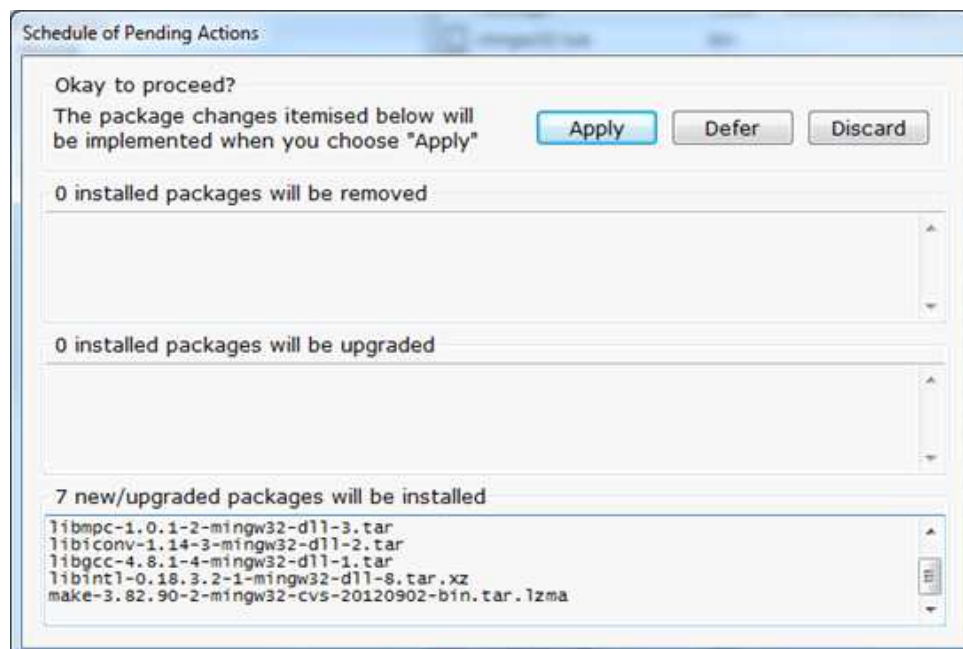 Schedule of Pending Actions
Okay to proceed?
The package changes itemised below will
be implemented when you choose "Apply"
Apply
Defer
Discard
0 installed packages will be removed
0 installed packages will be upgraded
7 new/upgraded packages will be installed
libmpc-1.0.1-2-mingw32-dll-3.tar
libiconv-1.14-3-mingw32-dll-2.tar
libgcc-4.8.1-4-mingw32-dll-1.tar
libintl-0.18.3.2-1-mingw32-dll-8.tar.xz
make-3.82.90-2-mingw32-cvs-20120902-bin.tar.lzma